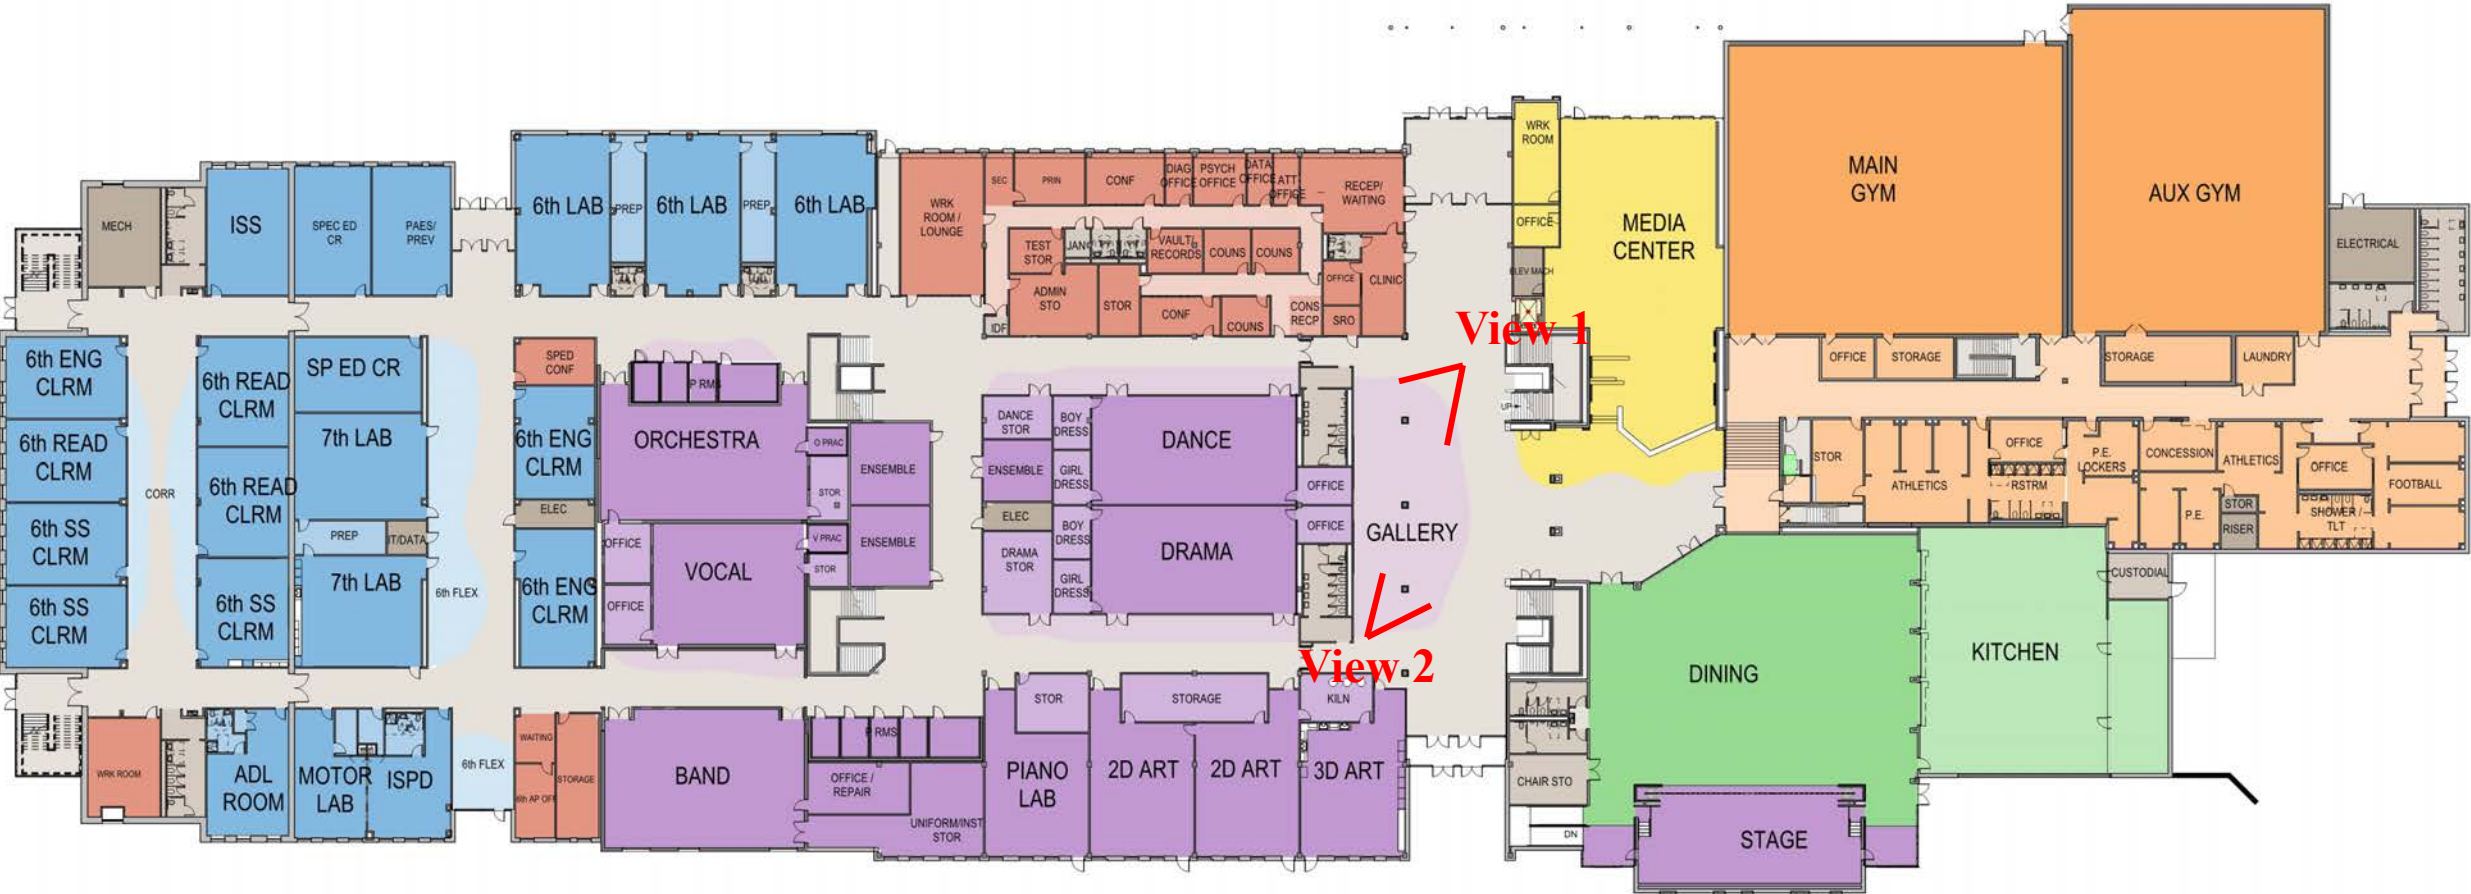 WRK
ROOM
MAIN
GYM
AUX GYM
MECH
ISS
SPEC ED
CR
PAES/
PREV
6th LAB
PREP
6th LAB
PREP
6th LAB
WRK
ROOM /
LOUNGE
SEC
PRIN
CONF
DIAG
OFFICE
PSYCH
OFFICE
DATA
OFFICE
ATT
OFFICE
RECEP/
WAITING
OFFICE
MEDIA
CENTER
ELECTRICAL
TEST
STOR
JAN
VAULT/
RECORDS
COUNS
COUNS
OFFICE
CLINIC
ELEV MACH
ADMIN
STO
STOR
CONF
COUNS
CONS
RECP
SRO
IDF
View 1
6th ENG
CLRM
6th READ
CLRM
SP ED CR
SPED
CONF
P RMS
OFFICE
STORAGE
STORAGE
LAUNDRY
UP
6th READ
CLRM
7th LAB
6th ENG
CLRM
ORCHESTRA
O PRAC
ENSEMBLE
DANCE
STOR
BOY
DRESS
DANCE
STOR
ATHLETICS
OFFICE
P.E.
LOCKERS
CONCESSION
ATHLETICS
OFFICE
FOOTBALL
CORR
6th READ
CLRM
STOR
ENSEMBLE
GIRL
DRESS
OFFICE
RSTRM
P.E.
STOR
RISER
SHOWER /
TLT
6th SS
CLRM
PREP
IT/DATA
ELEC
OFFICE
VOCAL
V PRAC
STOR
ENSEMBLE
ELEC
BOY
DRESS
DRAMA
STOR
DRAMA
OFFICE
GALLERY
6th SS
CLRM
6th SS
CLRM
7th LAB
6th FLEX
6th ENG
CLRM
OFFICE
GIRL
DRESS
CUSTODIAL
View 2
DINING
KITCHEN
WRK ROOM
ADL
ROOM
MOTOR
LAB
ISPD
6th FLEX
WAITING
6th AP OFF
STORAGE
BAND
P RMS
OFFICE /
REPAIR
UNIFORM/INST
STOR
STOR
PIANO
LAB
STORAGE
2D ART
2D ART
KILN
3D ART
CHAIR STO
DN
STAGE